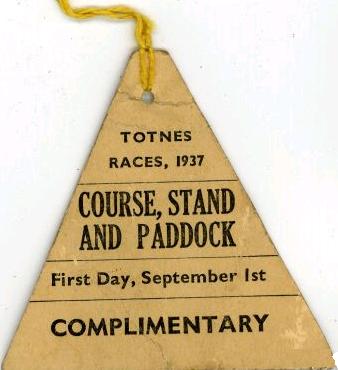 TOTNES
RACES, 1937
COURSE, STAND
AND PADDOCK
First Day, September 1st
COMPLIMENTARY